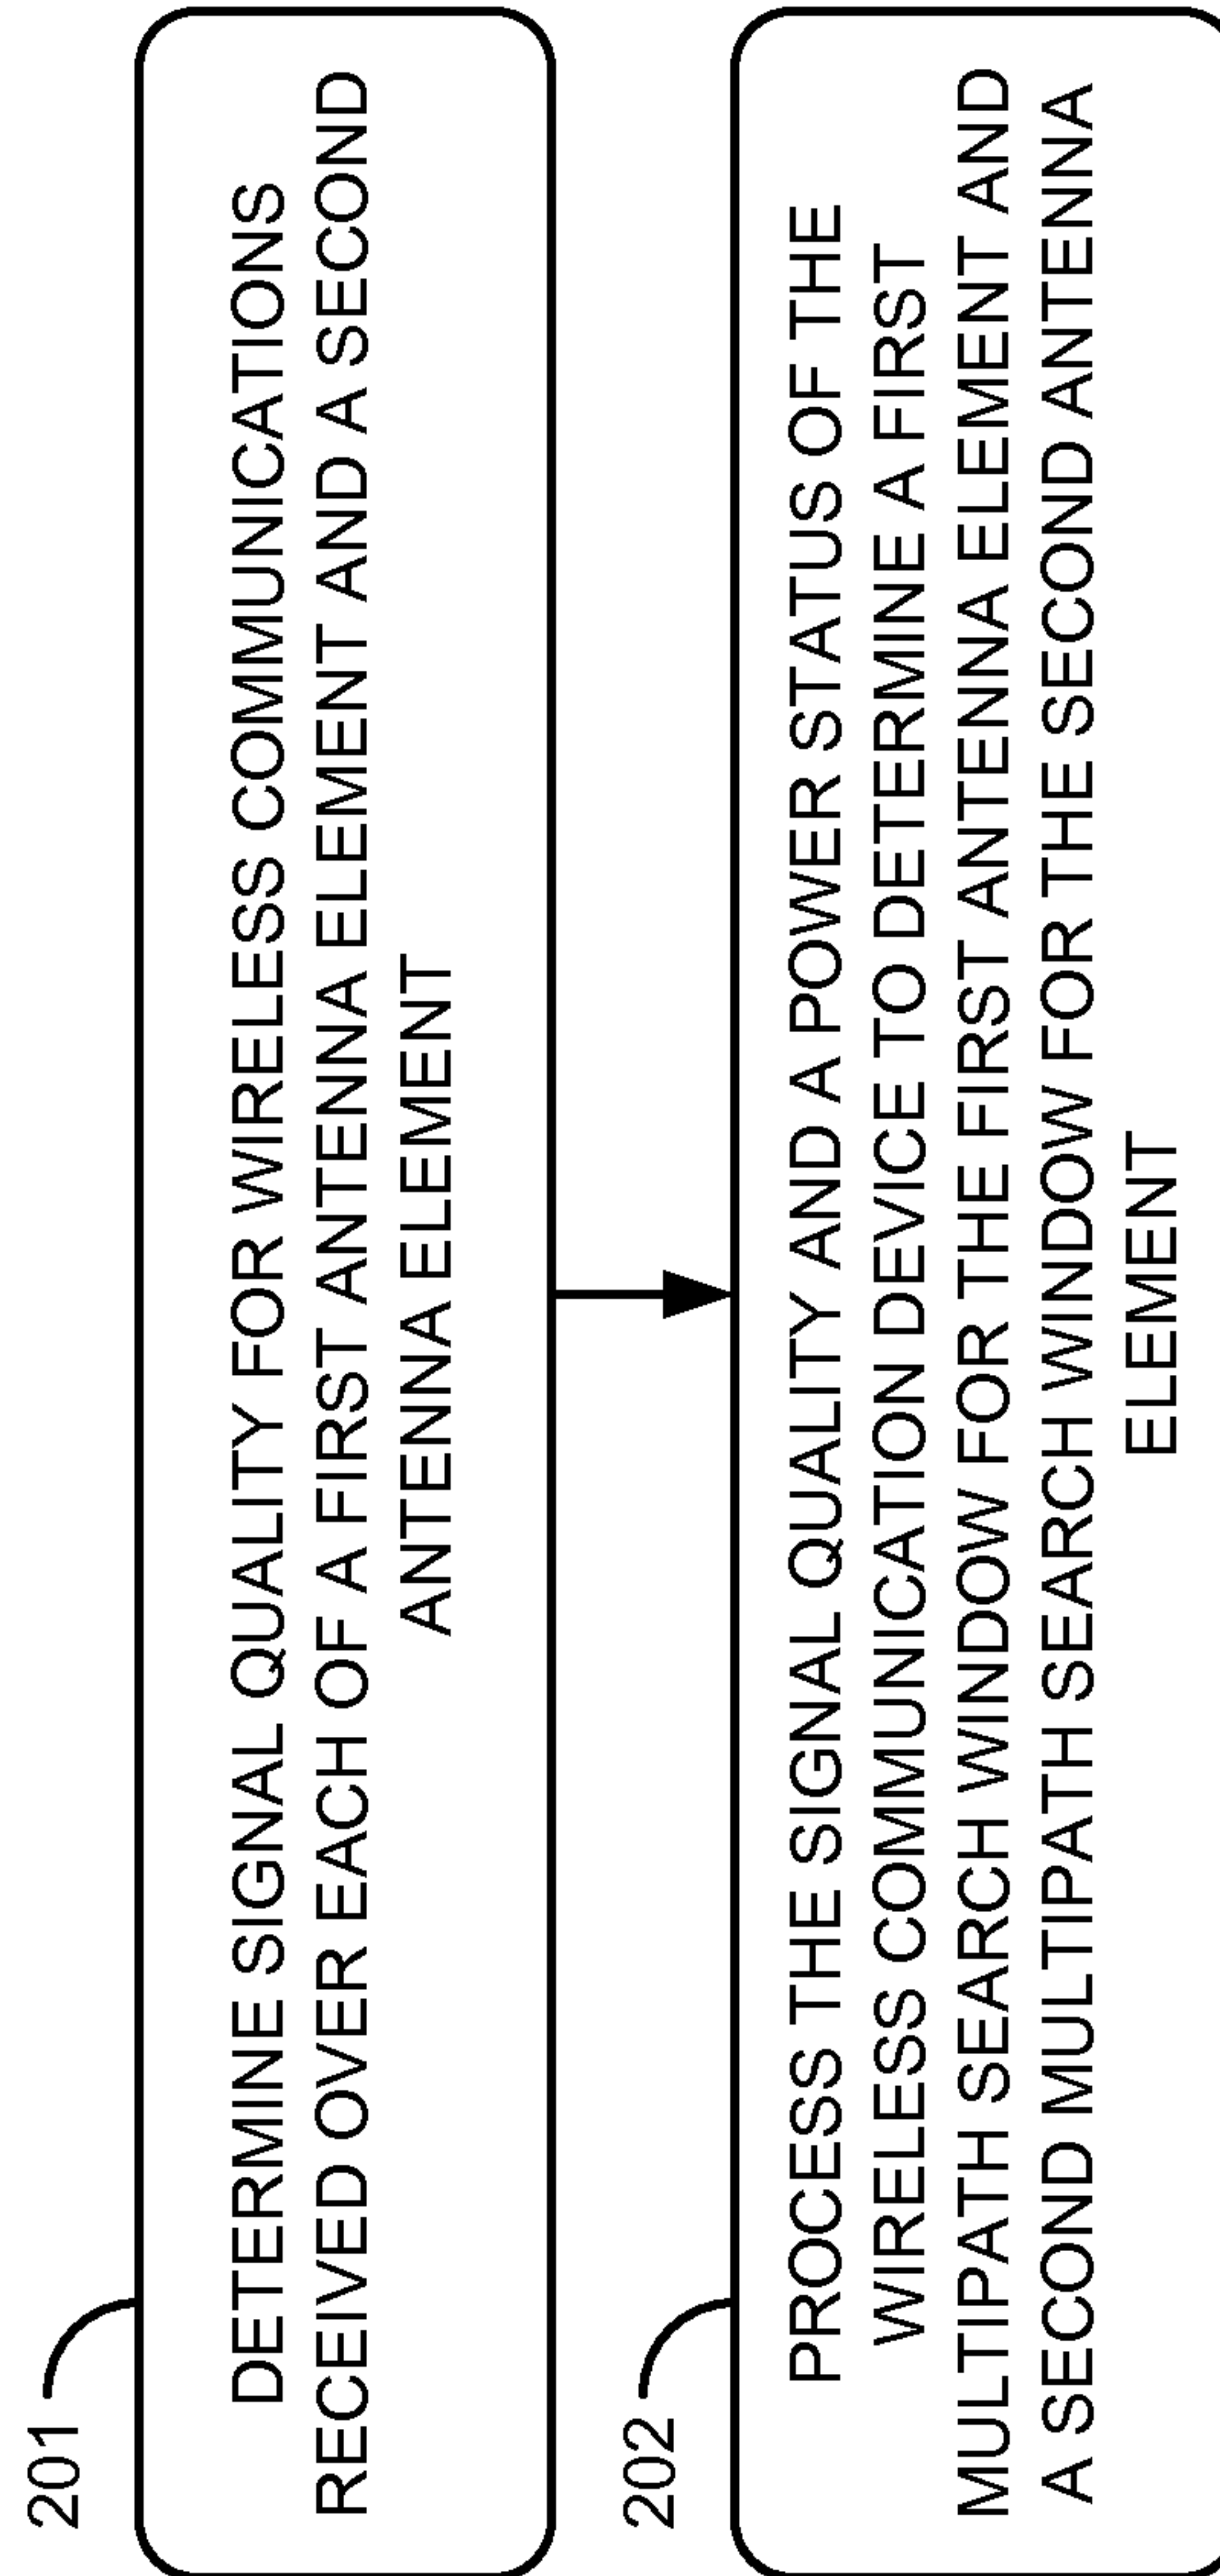 201
DETERMINE SIGNAL QUALITY FOR WIRELESS COMMUNICATIONS
RECEIVED OVER EACH OF A FIRST ANTENNA ELEMENT AND A SECOND
ANTENNA ELEMENT
202
PROCESS THE SIGNAL QUALITY AND A POWER STATUS OF THE
WIRELESS COMMUNICATION DEVICE TO DETERMINE A FIRST
MULTIPATH SEARCH WINDOW FOR THE FIRST ANTENNA ELEMENT AND
A SECOND MULTIPATH SEARCH WINDOW FOR THE SECOND ANTENNA
ELEMENT